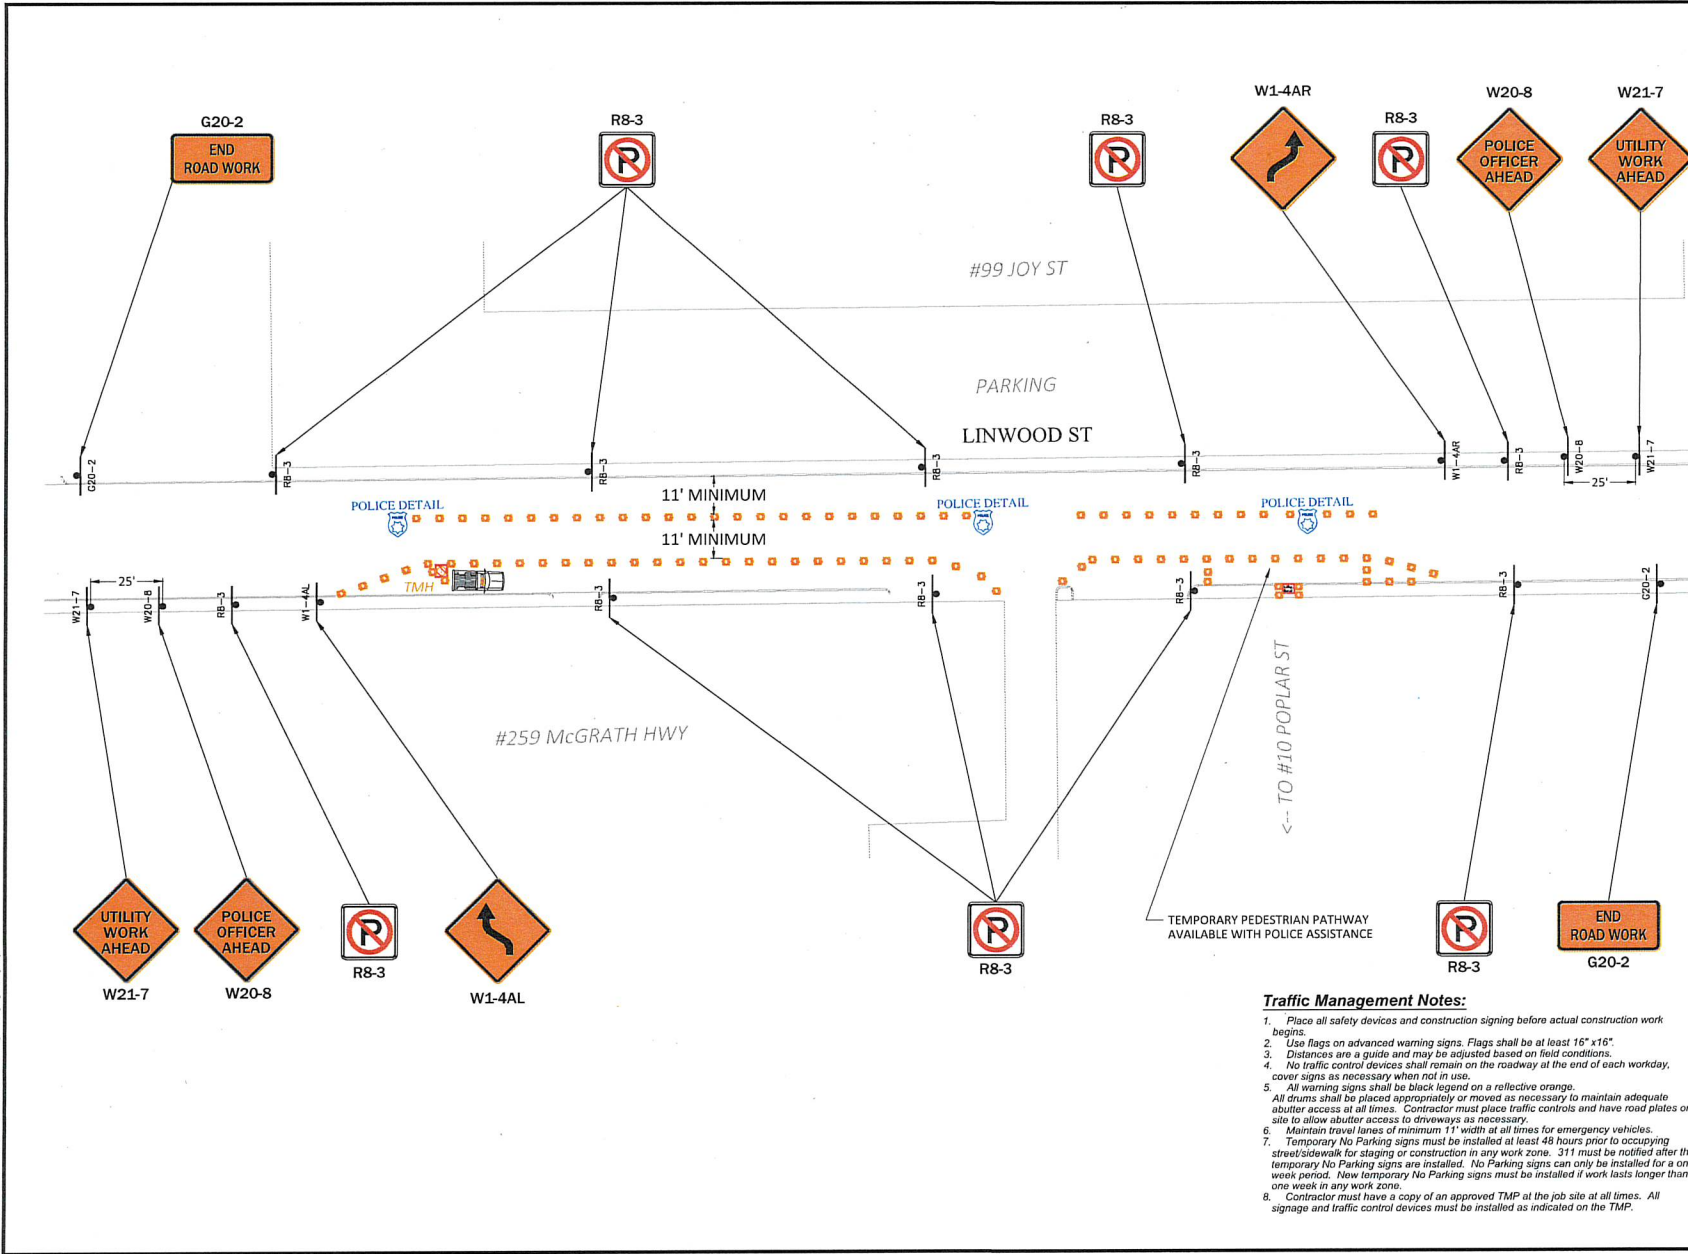 G20-2
END
ROAD WORK
R8-3
R8-3
W1-4AR
R8-3
W20-8
POLICE
OFFICER
AHEAD
W21-7
UTILITY
WORK
AHEAD
#99 JOY ST
PARKING
LINWOOD ST
G20-2
R8-3
R8-3
R8-3
R8-3
W1-4AR
R8-3
W20-8
W21-7
25'
11' MINIMUM
POLICE DETAIL
POLICE DETAIL
POLICE DETAIL
11' MINIMUM
25'
TMH
W21-7
W20-8
R8-3
W1-4AL
R8-3
R8-3
R8-3
R8-3
G20-2
#259 McGRATH HWY
<-- TO #10 POPLAR ST
TEMPORARY PEDESTRIAN PATHWAY
AVAILABLE WITH POLICE ASSISTANCE
UTILITY
WORK
AHEAD
W21-7
POLICE
OFFICER
AHEAD
W20-8
R8-3
W1-4AL
R8-3
R8-3
END
ROAD WORK
G20-2
Traffic Management Notes:
1. Place all safety devices and construction signing before actual construction work
begins.
2. Use flags on advanced warning signs. Flags shall be at least 16" x16".
3. Distances are a guide and may be adjusted based on field conditions.
4. No traffic control devices shall remain on the roadway at the end of each workday,
cover signs as necessary when not in use.
5. All warning signs shall be black legend on a reflective orange.
All drums shall be placed appropriately or moved as necessary to maintain adequate
abutter access at all times. Contractor must place traffic controls and have road plates on
site to allow abutter access to driveways as necessary.
6. Maintain travel lanes of minimum 11' width at all times for emergency vehicles.
7. Temporary No Parking signs must be installed at least 48 hours prior to occupying
street/sidewalk for staging or construction in any work zone. 311 must be notified after th
temporary No Parking signs are installed. No Parking signs can only be installed for a on
week period. New temporary No Parking signs must be installed if work lasts longer than
one week in any work zone.
8. Contractor must have a copy of an approved TMP at the job site at all times. All
signage and traffic control devices must be installed as indicated on the TMP.